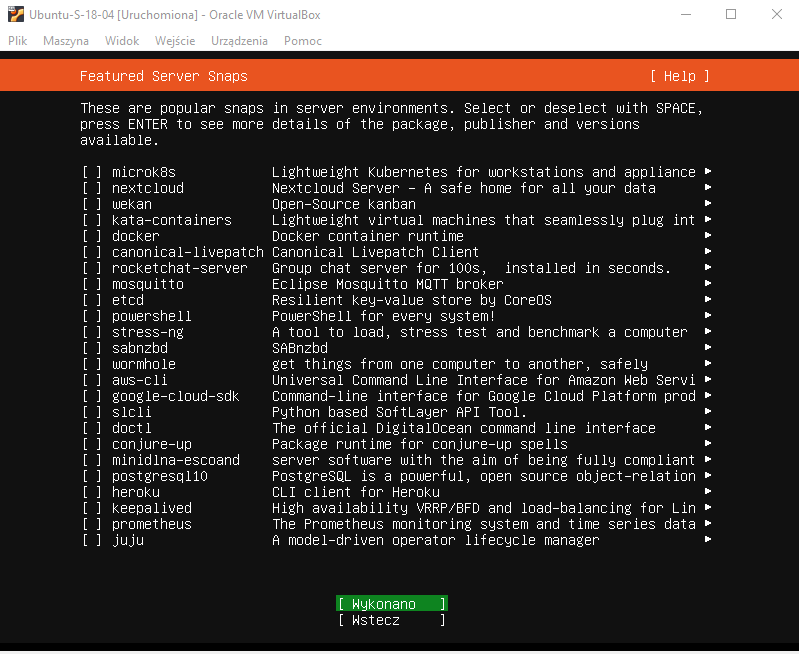 Ubuntu-S-18-04 [Uruchomiona] - Oracle VM VirtualBox
Plik Maszyna Widok Wejście Urządzenia Pomoc
Featured Server Snaps [ Help ]
These are popular snaps in server environments. Select or deselect with SPACE,
press ENTER to see more details of the package, publisher and versions
available.
[ ] microk8s Lightweight Kubernetes for workstations and appliance ▸
[ ] nextcloud Nextcloud Server - A safe home for all your data ▸
[ ] wekan Open-Source kanban ▸
[ ] kata-containers Lightweight virtual machines that seamlessly plug int ▸
[ ] docker Docker container runtime ▸
[ ] canonical-livepatch Canonical Livepatch Client ▸
[ ] rocketchat-server Group chat server for 100s, installed in seconds. ▸
[ ] mosquitto Eclipse Mosquitto MQTT broker ▸
[ ] etcd Resilient key-value store by CoreOS ▸
[ ] powershell PowerShell for every system! ▸
[ ] stress-ng A tool to load, stress test and benchmark a computer ▸
[ ] sabnzbd SABnzbd ▸
[ ] wormhole get things from one computer to another, safely ▸
[ ] aws-cli Universal Command Line Interface for Amazon Web Servi ▸
[ ] google-cloud-sdk Command-line interface for Google Cloud Platform prod ▸
[ ] slcli Python based SoftLayer API Tool. ▸
[ ] doctl The official DigitalOcean command line interface ▸
[ ] conjure-up Package runtime for conjure-up spells ▸
[ ] minidlna-escoand server software with the aim of being fully compliant ▸
[ ] postgresql10 PostgreSQL is a powerful, open source object-relation ▸
[ ] heroku CLI client for Heroku ▸
[ ] keepalived High availability VRRP/BFD and load-balancing for Lin ▸
[ ] prometheus The Prometheus monitoring system and time series data ▸
[ ] juju A model-driven operator lifecycle manager ▸
[ Wykonano ]
[ Wstecz ]